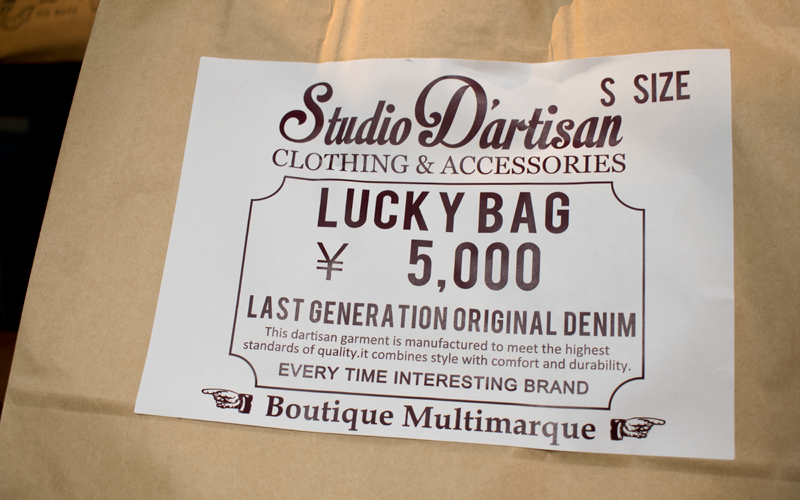 S SIZE
Studio D'artisan
CLOTHING & ACCESSORIES
LUCKY BAG
¥ 5,000
LAST GENERATION ORIGINAL DENIM
This dartisan garment is manufactured to meet the highest
standards of quality.it combines style with comfort and durability.
EVERY TIME INTERESTING BRAND
Boutique Multimarque